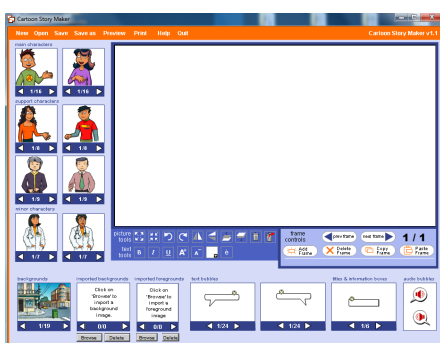 Cartoon Story Maker
New Open Save Save as Preview Print Help Quit Cartoon Story Maker v1.1
main characters
1/16 1/16
support characters
1/8 1/8
1/9 1/9
minor characters
1/7 1/7
picture tools
text tools B I U A A è
frame controls prev frame next frame 1 / 1
Add Frame Delete Frame Copy Frame Paste Frame
backgrounds imported backgrounds imported foregrounds text bubbles titles & information boxes audio bubbles
Click on 'Browse' to import a background image.
Click on 'Browse' to import a foreground image
1/19 0/0 0/0 1/24 1/24 1/6
Browse Delete Browse Delete